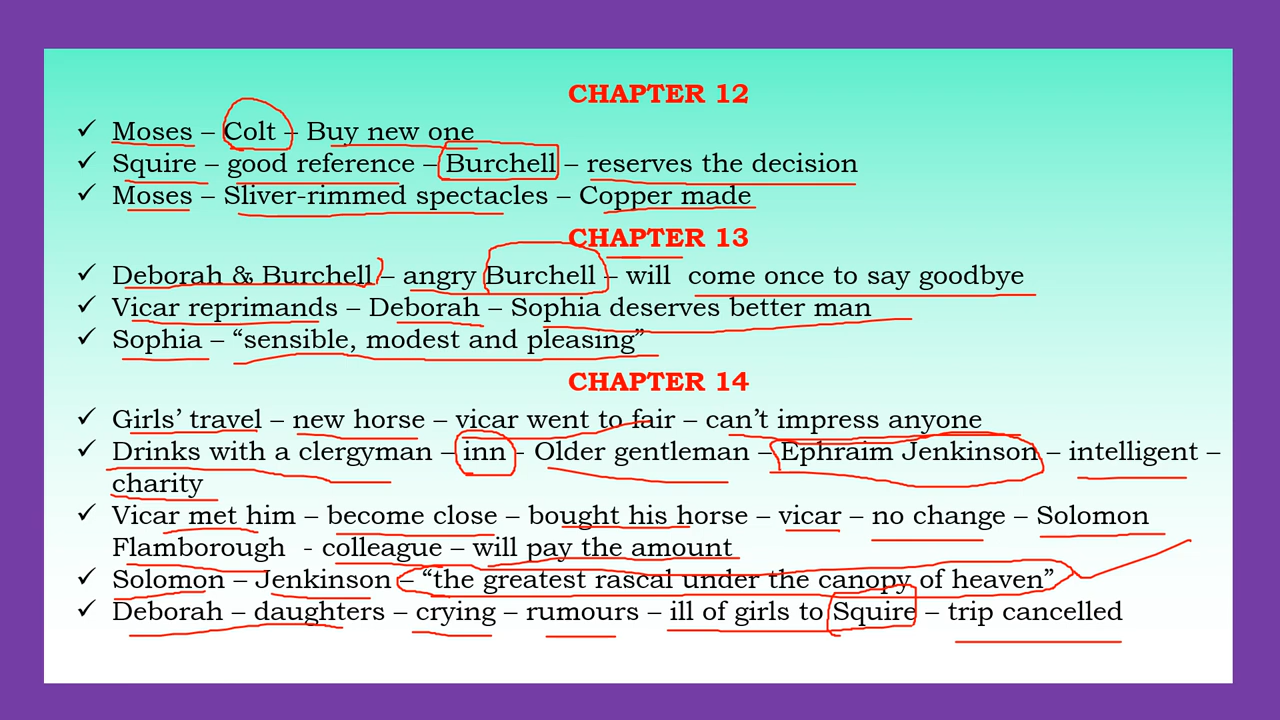 CHAPTER 12
✓ Moses – Colt – Buy new one
✓ Squire – good reference – Burchell – reserves the decision
✓ Moses – Sliver-rimmed spectacles – Copper made
CHAPTER 13
✓ Deborah & Burchell – angry Burchell – will come once to say goodbye
✓ Vicar reprimands – Deborah – Sophia deserves better man
✓ Sophia – “sensible, modest and pleasing”
CHAPTER 14
✓ Girls’ travel – new horse – vicar went to fair – can’t impress anyone
✓ Drinks with a clergyman – inn - Older gentleman – Ephraim Jenkinson – intelligent –
charity
✓ Vicar met him – become close – bought his horse – vicar – no change – Solomon
Flamborough - colleague – will pay the amount
✓ Solomon – Jenkinson – “the greatest rascal under the canopy of heaven”
✓ Deborah – daughters – crying – rumours – ill of girls to Squire – trip cancelled